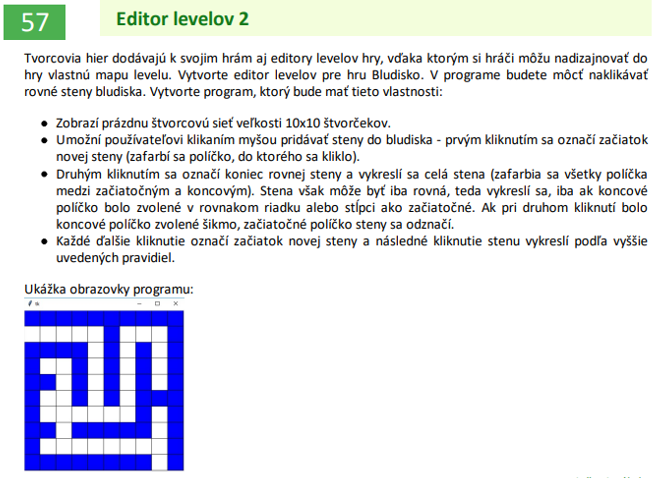 57
Editor levelov 2
Tvorcovia hier dodávajú k svojim hrám aj editory levelov hry, vďaka ktorým si hráči môžu nadizajnovať do
hry vlastnú mapu levelu. Vytvorte editor levelov pre hru Bludisko. V programe budete môcť naklikávať
rovné steny bludiska. Vytvorte program, ktorý bude mať tieto vlastnosti:
● Zobrazí prázdnu štvorcovú sieť veľkosti 10x10 štvorčekov.
● Umožní používateľovi klikaním myšou pridávať steny do bludiska - prvým kliknutím sa označí začiatok
novej steny (zafarbí sa políčko, do ktorého sa kliklo).
● Druhým kliknutím sa označí koniec rovnej steny a vykreslí sa celá stena (zafarbia sa všetky políčka
medzi začiatočným a koncovým). Stena však môže byť iba rovná, teda vykreslí sa, iba ak koncové
políčko bolo zvolené v rovnakom riadku alebo stĺpci ako začiatočné. Ak pri druhom kliknutí bolo
koncové políčko zvolené šikmo, začiatočné políčko steny sa odznačí.
● Každé ďalšie kliknutie označí začiatok novej steny a následné kliknutie stenu vykreslí podľa vyššie
uvedených pravidiel.
Ukážka obrazovky programu:
tk